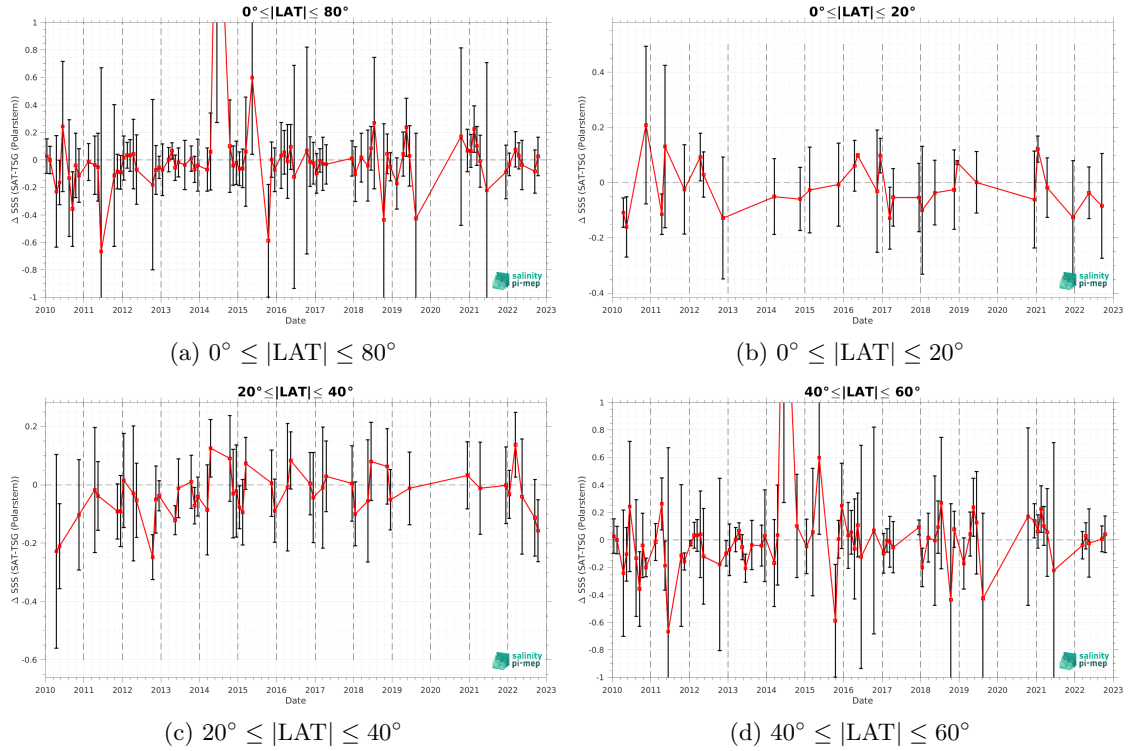 0°≤|LAT|≤ 80°
Δ SSS (SAT-TSG (Polarstern))
1
0.8
0.6
0.4
0.2
0
-0.2
-0.4
-0.6
-0.8
-1
2010 2011 2012 2013 2014 2015 2016 2017 2018 2019 2020 2021 2022 2023
Date
salinity
pi-mep
(a) 0° ≤ |LAT| ≤ 80°
0°≤|LAT|≤ 20°
Δ SSS (SAT-TSG (Polarstern))
0.4
0.2
0
-0.2
-0.4
2010 2011 2012 2013 2014 2015 2016 2017 2018 2019 2020 2021 2022 2023
Date
salinity
pi-mep
(b) 0° ≤ |LAT| ≤ 20°
20°≤|LAT|≤ 40°
Δ SSS (SAT-TSG (Polarstern))
0.2
0
-0.2
-0.4
-0.6
2010 2011 2012 2013 2014 2015 2016 2017 2018 2019 2020 2021 2022 2023
Date
salinity
pi-mep
(c) 20° ≤ |LAT| ≤ 40°
40°≤|LAT|≤ 60°
Δ SSS (SAT-TSG (Polarstern))
1
0.8
0.6
0.4
0.2
0
-0.2
-0.4
-0.6
-0.8
-1
2010 2011 2012 2013 2014 2015 2016 2017 2018 2019 2020 2021 2022 2023
Date
salinity
pi-mep
(d) 40° ≤ |LAT| ≤ 60°